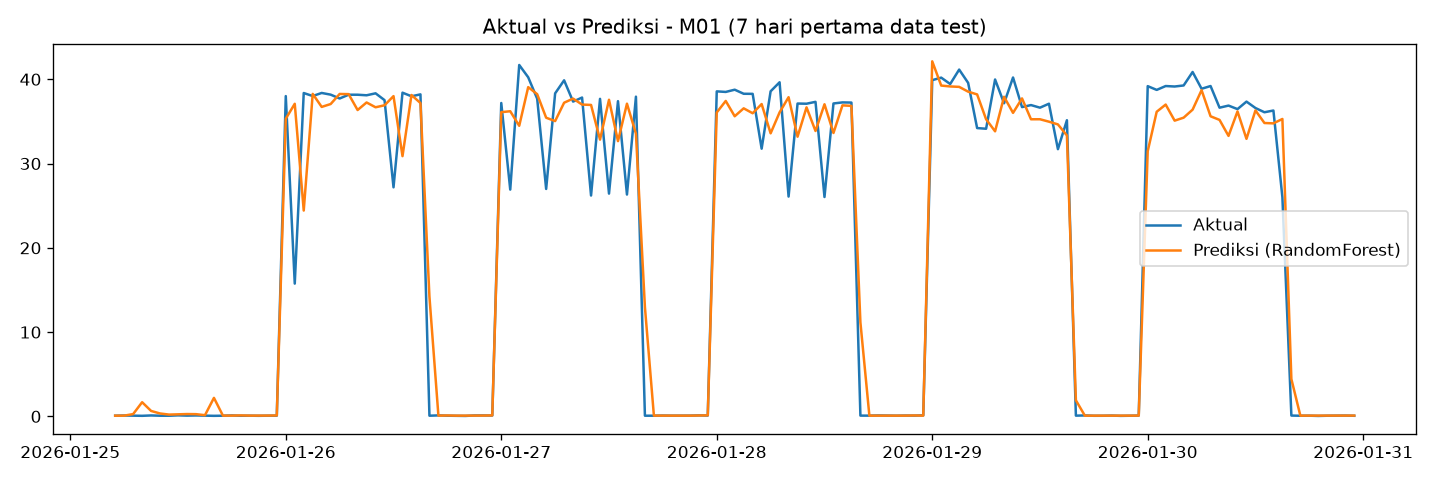 Aktual vs Prediksi - M01 (7 hari pertama data test)
40
30
20
10
0
Aktual
Prediksi (RandomForest)
2026-01-25 2026-01-26 2026-01-27 2026-01-28 2026-01-29 2026-01-30 2026-01-31